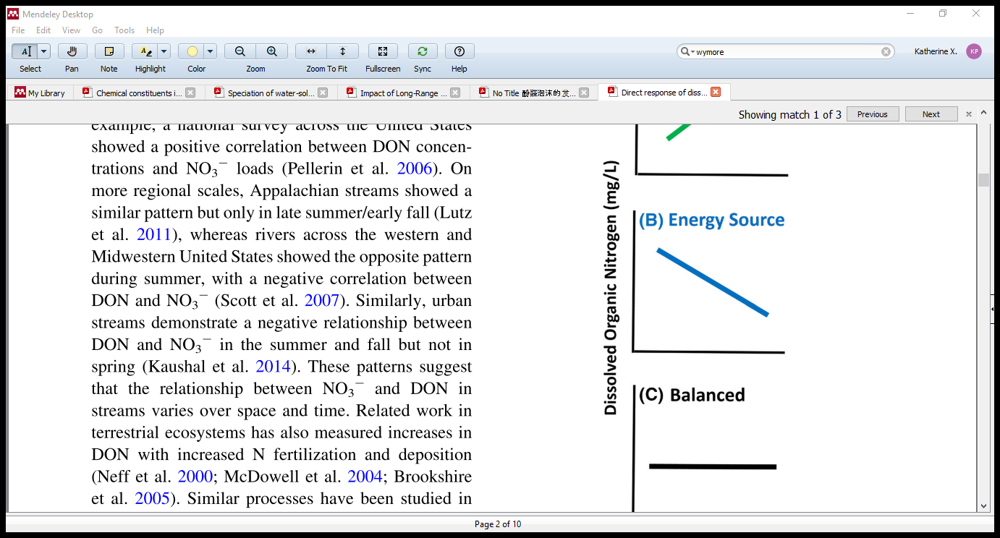 Mendeley Desktop
File Edit View Go Tools Help
Select Pan Note Highlight Color Zoom Zoom To Fit Fullscreen Sync Help
wymore
Katherine X.
KP
My Library
Chemical constituents i...
Speciation of water-sol...
Impact of Long-Range ...
No Title 酚醛泡沫的发...
Direct response of diss...
Showing match 1 of 3 Previous Next
example, a national survey across the United States
showed a positive correlation between DON concen-
trations and NO₃⁻ loads (Pellerin et al. 2006). On
more regional scales, Appalachian streams showed a
similar pattern but only in late summer/early fall (Lutz
et al. 2011), whereas rivers across the western and
Midwestern United States showed the opposite pattern
during summer, with a negative correlation between
DON and NO₃⁻ (Scott et al. 2007). Similarly, urban
streams demonstrate a negative relationship between
DON and NO₃⁻ in the summer and fall but not in
spring (Kaushal et al. 2014). These patterns suggest
that the relationship between NO₃⁻ and DON in
streams varies over space and time. Related work in
terrestrial ecosystems has also measured increases in
DON with increased N fertilization and deposition
(Neff et al. 2000; McDowell et al. 2004; Brookshire
et al. 2005). Similar processes have been studied in
Dissolved Organic Nitrogen (mg/L)
(B) Energy Source
(C) Balanced
Page 2 of 10